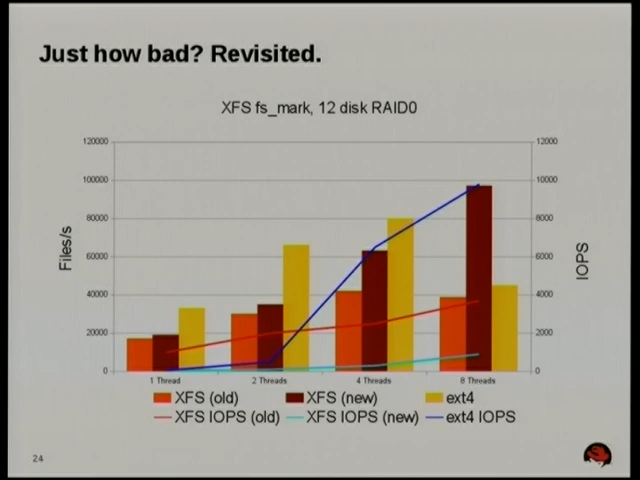 Just how bad? Revisited.
XFS fs_mark, 12 disk RAID0
120000 12000
100000 10000
80000 8000
60000 6000
40000 4000
20000 2000
0 0
Files/s
IOPS
1 Thread 2 Threads 4 Threads 8 Threads
XFS (old) XFS (new) ext4
XFS IOPS (old) XFS IOPS (new) ext4 IOPS
24